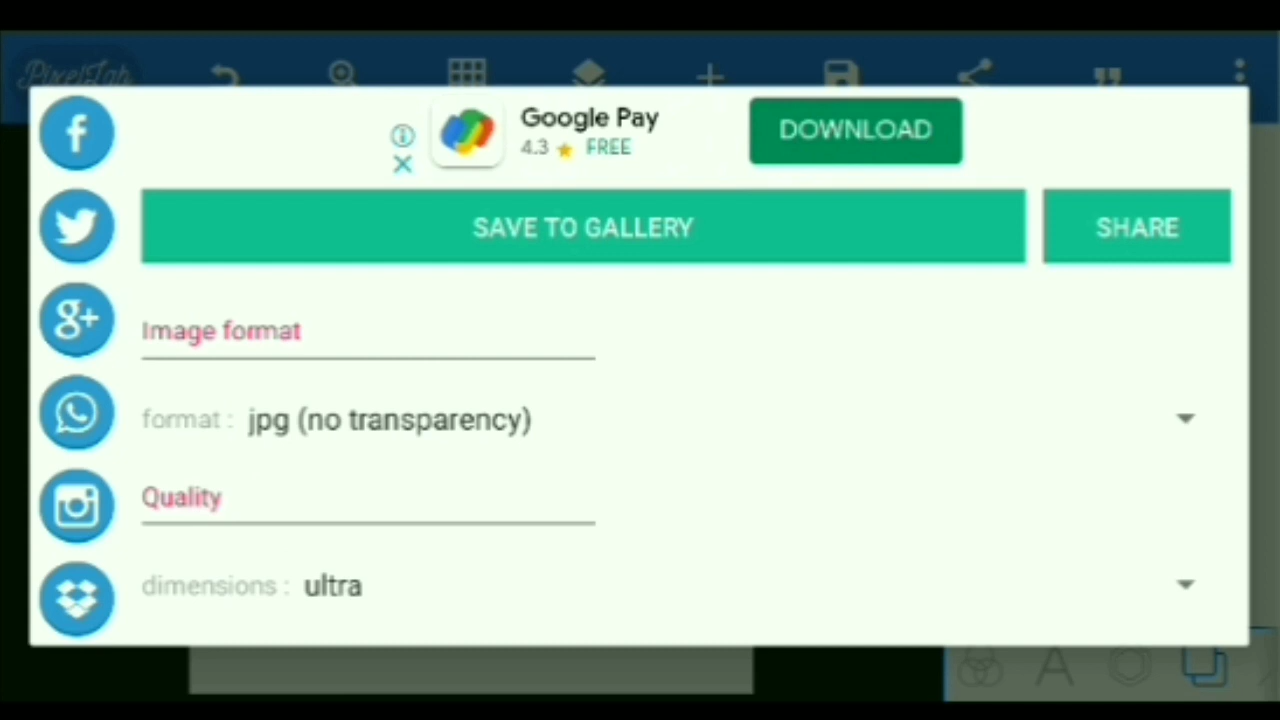 PixelLab
Google Pay
4.3 FREE
DOWNLOAD
SAVE TO GALLERY
SHARE
Image format
format : jpg (no transparency)
Quality
dimensions : ultra
A